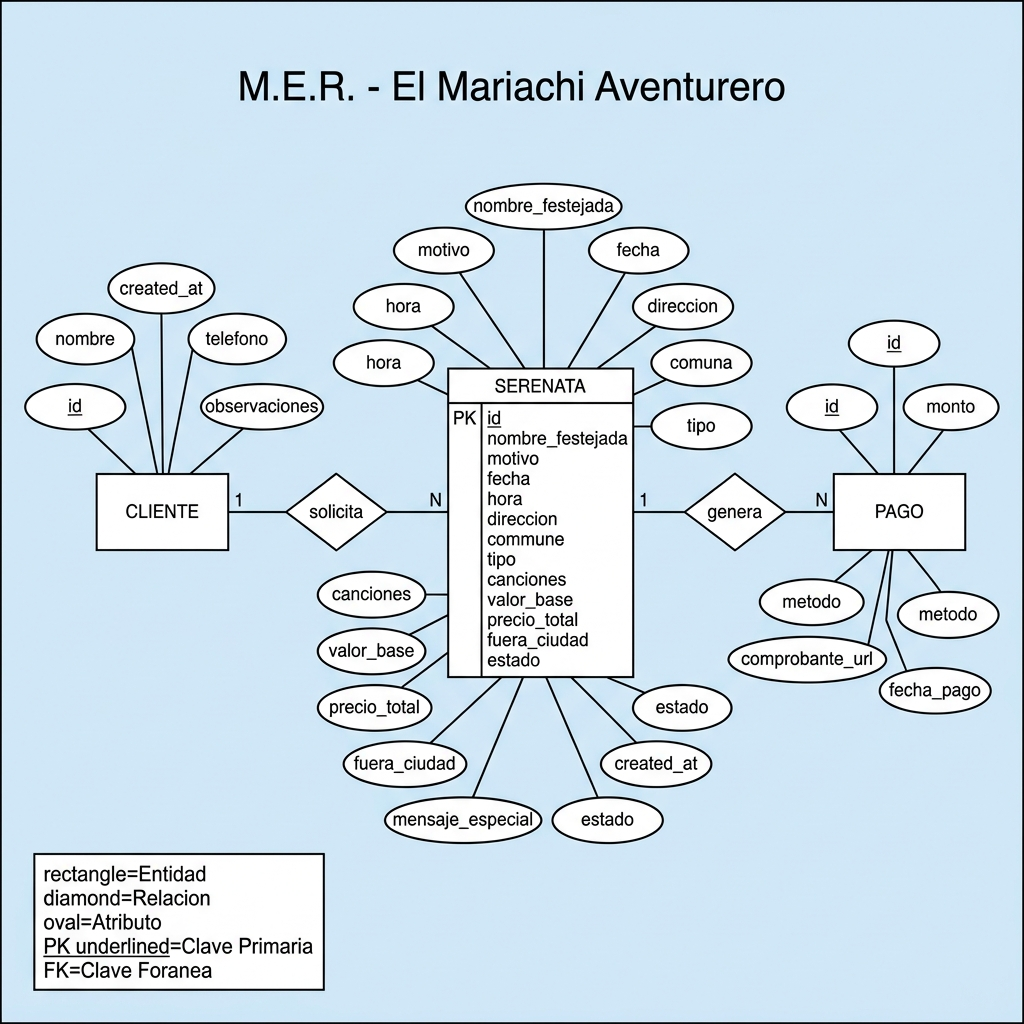 M.E.R. - El Mariachi Aventurero
nombre_festejada
motivo
fecha
hora
direccion
hora
comuna
tipo
created_at
nombre
telefono
id
observaciones
CLIENTE
1
solicita
N
SERENATA
PK
id
nombre_festejada
motivo
fecha
hora
direccion
commune
tipo
canciones
valor_base
precio_total
fuera_ciudad
estado
1
genera
N
PAGO
id
id
monto
metodo
metodo
comprobante_url
fecha_pago
canciones
valor_base
precio_total
fuera_ciudad
mensaje_especial
estado
created_at
estado
rectangle=Entidad
diamond=Relacion
oval=Atributo
PK underlined=Clave Primaria
FK=Clave Foranea